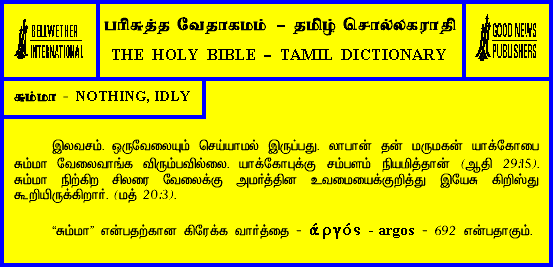 BELLWETHER
INTERNATIONAL
பரிசுத்த வேதாகமம் – தமிழ் சொல்லகராதி
THE HOLY BIBLE – TAMIL DICTIONARY
GOOD NEWS
PUBLISHERS
சும்மா - NOTHING, IDLY
இலவசம். ஒருவேலையும் செய்யாமல் இருப்பது. லாபான் தன் மருமகன் யாக்கோபை
சும்மா வேலைவாங்க விரும்பவில்லை. யாக்கோபுக்கு சம்பளம் நியமித்தான் (ஆதி 29:15).
சும்மா நிற்கிற சிலரை வேலைக்கு அமர்த்தின உவமையைக்குறித்து இயேசு கிறிஸ்து
கூறியிருக்கிறார். (மத் 20:3).
“சும்மா” என்பதற்கான கிரேக்க வார்த்தை - ἀργός - argos - 692 என்பதாகும்.